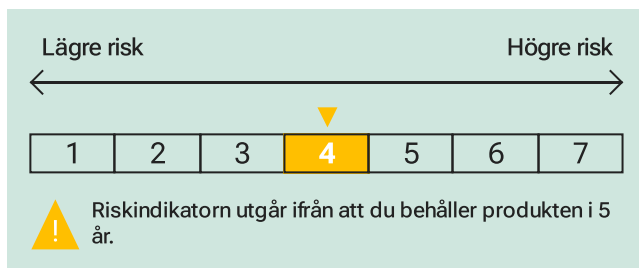 Lägre risk Högre risk
1 2 3 4 5 6 7
Riskindikatorn utgår ifrån att du behåller produkten i 5
år.